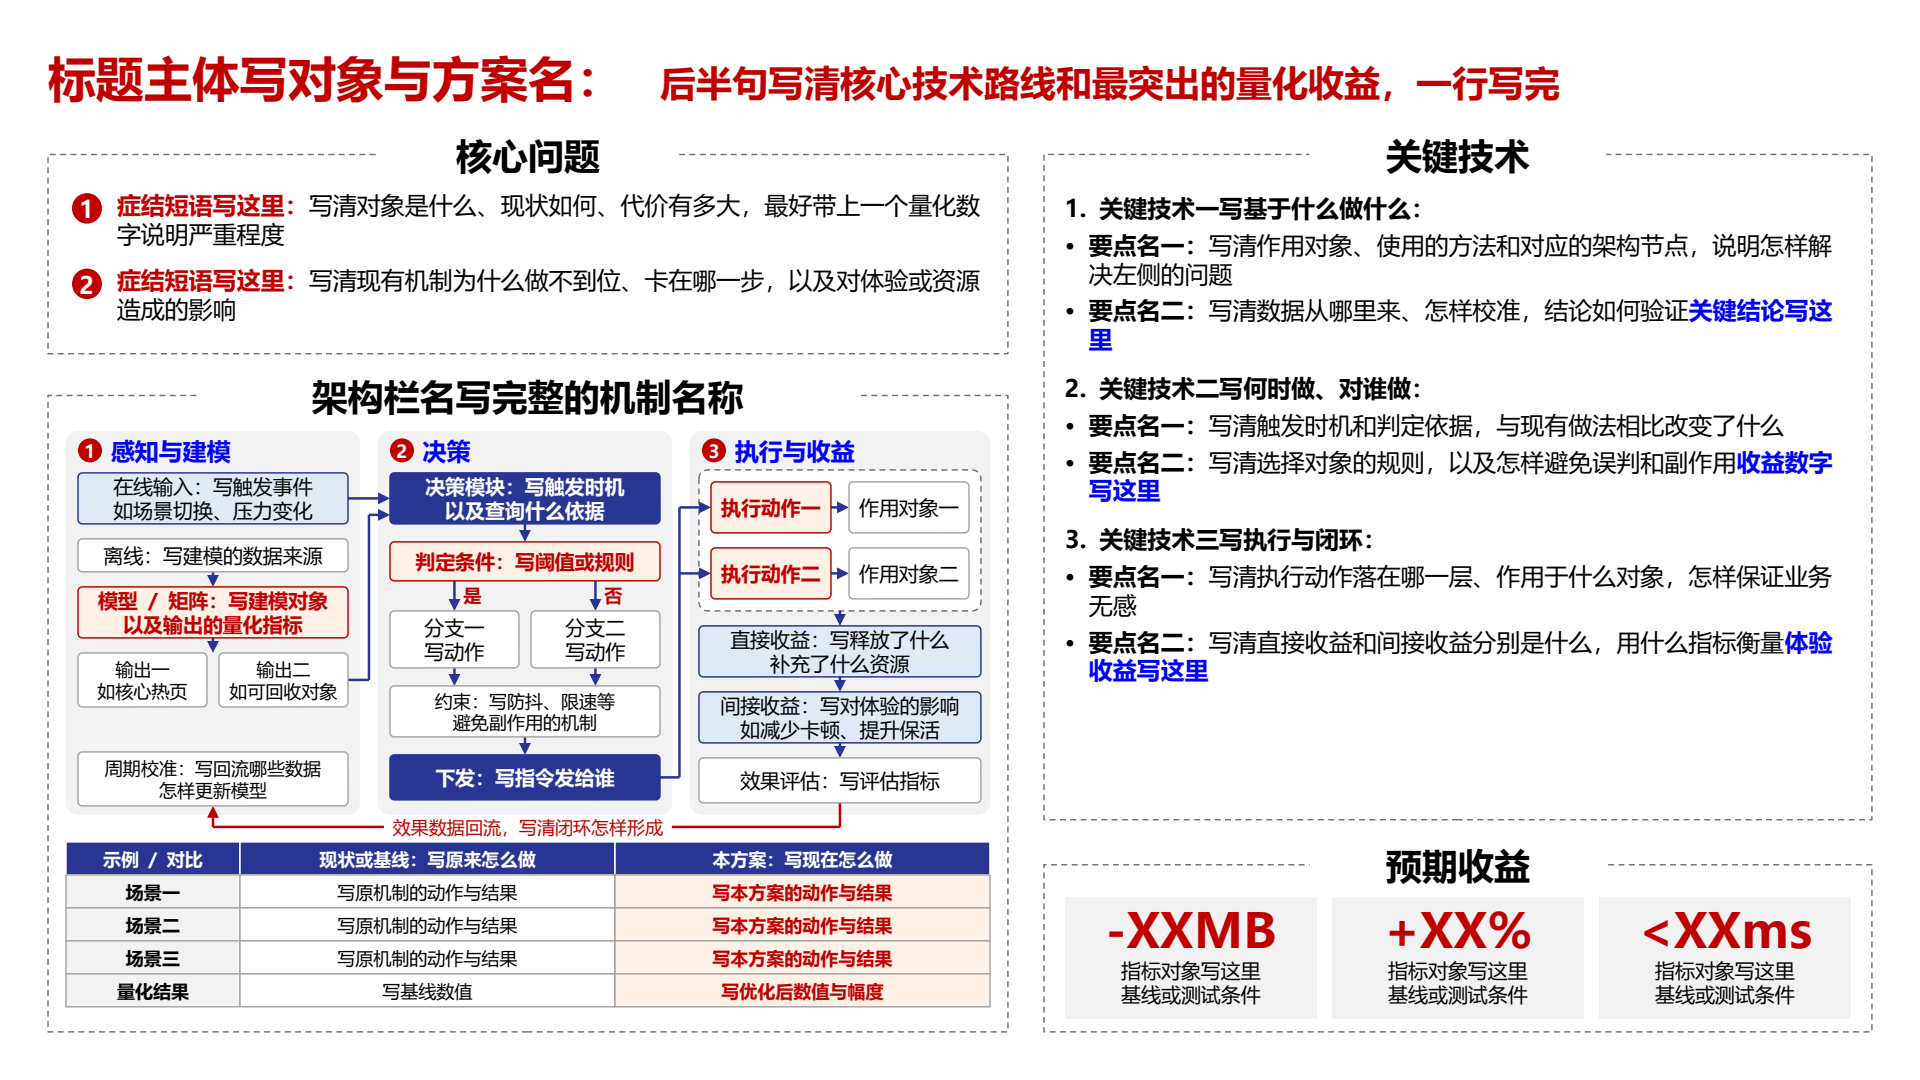 标题主体写对象与方案名： 后半句写清核心技术路线和最突出的量化收益，一行写完
核心问题
1 症结短语写这里：写清对象是什么、现状如何、代价有多大，最好带上一个量化数
字说明严重程度
2 症结短语写这里：写清现有机制为什么做不到位、卡在哪一步，以及对体验或资源
造成的影响
架构栏名写完整的机制名称
1 感知与建模
在线输入：写触发事件
如场景切换、压力变化
离线：写建模的数据来源
模型 / 矩阵：写建模对象
以及输出的量化指标
输出一
如核心热页
输出二
如可回收对象
周期校准：写回流哪些数据
怎样更新模型
2 决策
决策模块：写触发时机
以及查询什么依据
判定条件：写阈值或规则
是
否
分支一
写动作
分支二
写动作
约束：写防抖、限速等
避免副作用的机制
下发：写指令发给谁
3 执行与收益
执行动作一
作用对象一
执行动作二
作用对象二
直接收益：写释放了什么
补充了什么资源
间接收益：写对体验的影响
如减少卡顿、提升保活
效果评估：写评估指标
效果数据回流，写清闭环怎样形成
示例 / 对比 现状或基线：写原来怎么做 本方案：写现在怎么做
场景一 写原机制的动作与结果 写本方案的动作与结果
场景二 写原机制的动作与结果 写本方案的动作与结果
场景三 写原机制的动作与结果 写本方案的动作与结果
量化结果 写基线数值 写优化后数值与幅度
关键技术
1. 关键技术一写基于什么做什么：
• 要点名一：写清作用对象、使用的方法和对应的架构节点，说明怎样解
决左侧的问题
• 要点名二：写清数据从哪里来、怎样校准，结论如何验证关键结论写这
里
2. 关键技术二写何时做、对谁做：
• 要点名一：写清触发时机和判定依据，与现有做法相比改变了什么
• 要点名二：写清选择对象的规则，以及怎样避免误判和副作用收益数字
写这里
3. 关键技术三写执行与闭环：
• 要点名一：写清执行动作落在哪一层、作用于什么对象，怎样保证业务
无感
• 要点名二：写清直接收益和间接收益分别是什么，用什么指标衡量体验
收益写这里
预期收益
-XXMB
指标对象写这里
基线或测试条件
+XX%
指标对象写这里
基线或测试条件
<XXms
指标对象写这里
基线或测试条件